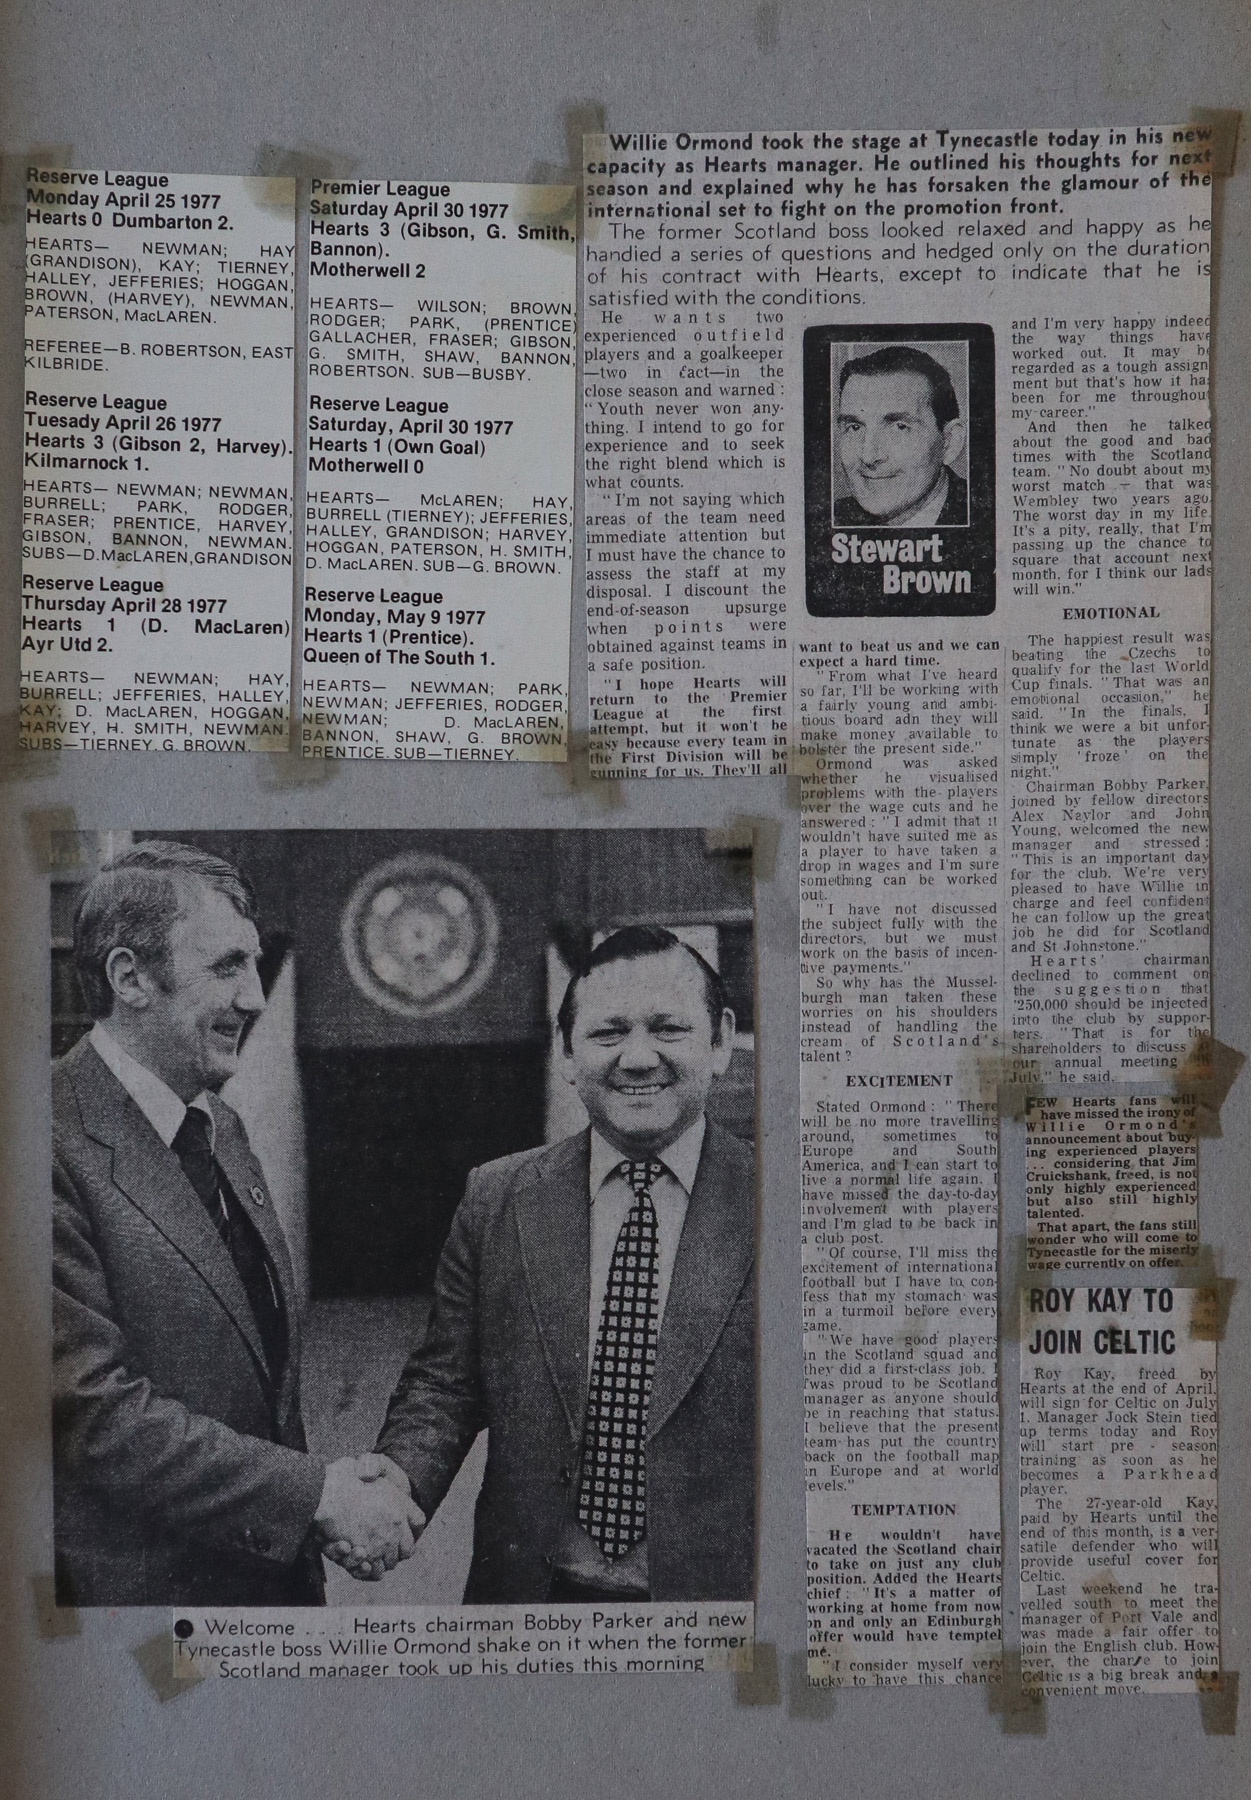 Reserve League
Monday April 25 1977
Hearts 0 Dumbarton 2.
HEARTS— NEWMAN; HAY
(GRANDISON), KAY; TIERNEY,
HALLEY, JEFFERIES; HOGGAN,
BROWN, (HARVEY), NEWMAN,
PATERSON, MacLAREN.
REFEREE—B. ROBERTSON, EAST
KILBRIDE.
Reserve League
Tuesady April 26 1977
Hearts 3 (Gibson 2, Harvey).
Kilmarnock 1.
HEARTS— NEWMAN; NEWMAN,
BURRELL; PARK, RODGER,
FRASER; PRENTICE, HARVEY,
GIBSON, BANNON, NEWMAN.
SUBS—D.MacLAREN,GRANDISON
Reserve League
Thursday April 28 1977
Hearts 1 (D. MacLaren)
Ayr Utd 2.
HEARTS— NEWMAN; HAY,
BURRELL; JEFERIES, HALLEY,
KAY; D. MacLAREN, HOGGAN,
HARVEY, H. SMITH, NEWMAN.
SUBS—TIERNEY, G. BROWN.
Premier League
Saturday April 30 1977
Hearts 3 (Gibson, G. Smith,
Bannon).
Motherwell 2
HEARTS— WILSON; BROWN,
RODGER; PARK, (PRENTICE)
GALLACHER, FRASER; GIBSON,
G. SMITH, SHAW, BANNON,
ROBERTSON. SUB—BUSBY.
Reserve League
Saturday, April 30 1977
Hearts 1 (Own Goal)
Motherwell 0
HEARTS— McLAREN; HAY,
BURRELL (TIERNEY); JEFFERIES,
HALLEY, GRANDISON; HARVEY,
HOGGAN, PATERSON, H. SMITH,
D. MacLAREN. SUB—G. BROWN.
Reserve League
Monday, May 9 1977.
Hearts 1 (Prentice).
Queen of The South 1.
HEARTS— NEWMAN; PARK,
NEWMAN; JEFFERIES, RODGER,
NEWMAN; D. MacLAREN,
BANNON, SHAW, G. BROWN,
PRENTICE. SUB—TIERNEY.
Willie Ormond took the stage at Tynecastle today in his new
capacity as Hearts manager. He outlined his thoughts for next
season and explained why he has forsaken the glamour of the
international set to fight on the promotion front.
The former Scotland boss looked relaxed and happy as he
handied a series of questions and hedged only on the duration
of his contract with Hearts, except to indicate that he is
satisfied with the conditions.
He wants two
experienced outfield
players and a goalkeeper
—two in fact—in the
close season and warned :
"Youth never won any-
thing. I intend to go for
experience and to seek
the right blend which is
what counts.
"I'm not saying which
areas of the team need
immediate attention but
I must have the chance to
assess the staff at my
disposal. I discount the
end-of-season upsurge
when points were
obtained against teams in
a safe position.
"I hope Hearts will
return to the Premier
League at the first
attempt, but it won't be
easy because every team in
the First Division will be
gunning for us. They'll all
Stewart
Brown
want to beat us and we can
expect a hard time.
"From what I've heard
so far, I'll be working with
a fairly young and ambi-
tious board adn they will
make money available to
bolster the present side."
Ormond was asked
whether he visualised
problems with the players
over the wage cuts and he
answered : "I admit that it
wouldn't have suited me as
a player to have taken a
drop in wages and I'm sure
something can be worked
out.
"I have not discussed
the subject fully with the
directors, but we must
work on the basis of incen-
tive payments."
So why has the Mussel-
burgh man taken these
worries on his shoulders
instead of handling the
cream of Scotland's
talent ?
EXCITEMENT
Stated Ormond : "There
will be no more travelling
around, sometimes to
Europe and South
America, and I can start to
live a normal life again. I
have missed the day-to-day
involvement with players
and I'm glad to be back in
a club post.
"Of course, I'll miss the
excitement of international
football but I have to con-
fess that my stomach was
in a turmoil before every
game.
"We have good players
in the Scotland squad and
they did a first-class job. I
was proud to be Scotland
manager as anyone should
be in reaching that status.
I believe that the present
team has put the country
back on the football map
in Europe and at world
levels."
TEMPTATION
He wouldn't have
vacated the Scotland chair
to take on just any club
position. Added the Hearts
chief : "It's a matter of
working at home from now
on and only an Edinburgh
offer would have temptel
me.
"I consider myself very
lucky to have this chance
and I'm very happy indeed
the way things have
worked out. It may be
regarded as a tough assign
ment but that's how it has
been for me throughout
my career."
And then he talked
about the good and bad
times with the Scotland
team. "No doubt about my
worst match — that was
Wembley two years ago.
The worst day in my life.
It's a pity, really, that I'm
passing up the chance to
square that account next
month, for I think our lads
will win."
EMOTIONAL
The happiest result was
beating the Czechs to
qualify for the last World
Cup finals. "That was an
emotional occasion." he
said. "In the finals, I
think we were a bit unfor-
tunate as the players
simply 'froze' on the
night."
Chairman Bobby Parker,
joined by fellow directors
Alex Naylor and John
Young, welcomed the new
manager and stressed :
"This is an important day
for the club. We're very
pleased to have Willie in
charge and feel confident
he can follow up the great
job he did for Scotland
and St Johnstone."
Hearts' chairman
declined to comment on
the suggestion that
'250,000 should be injected
into the club by suppor-
ters. "That is for the
shareholders to discuss at
our annual meeting in
July," he said.
FEW Hearts fans will
have missed the irony of
Willie Ormond's
announcement about buy-
ing experienced players
... considering that Jim
Cruickshank, freed, is not
only highly experienced
but also still highly
talented.
That apart, the fans still
wonder who will come to
Tynecastle for the miserly
wage currently on offer.
ROY KAY TO
JOIN CELTIC
Roy Kay, freed by
Hearts at the end of April,
will sign for Celtic on July
1. Manager Jock Stein tied
up terms today and Roy
will start pre - season
training as soon as he
becomes a Parkhead
player.
The 27-year-old Kay,
paid by Hearts until the
end of this month, is a ver-
satile defender who will
provide useful cover for
Celtic.
Last weekend he tra-
velled south to meet the
manager of Port Vale and
was made a fair offer to
join the English club. How-
ever, the chance to join
Celtic is a big break and a
convenient move.
● Welcome . . . Hearts chairman Bobby Parker and new
Tynecastle boss Willie Ormond shake on it when the former
Scotland manager took up his duties this morning